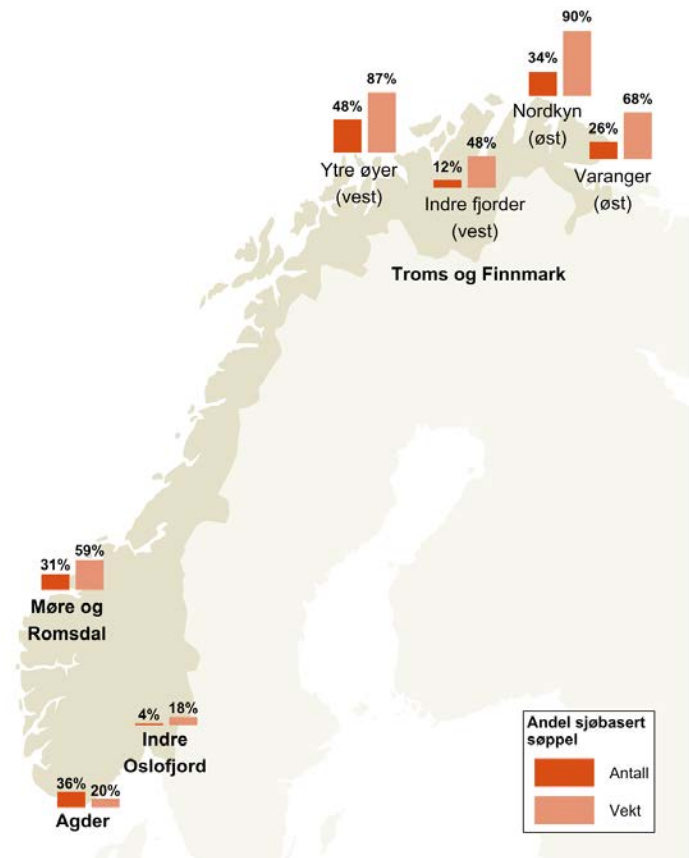 90%
34%
Nordkyn
(øst)
87%
48%
Ytre øyer
(vest)
68%
26%
Varanger
(øst)
48%
12%
Indre fjorder
(vest)
Troms og Finnmark
59%
31%
Møre og
Romsdal
4% 18%
Indre
Oslofjord
36% 20%
Agder
Andel sjøbasert
søppel
Antall
Vekt